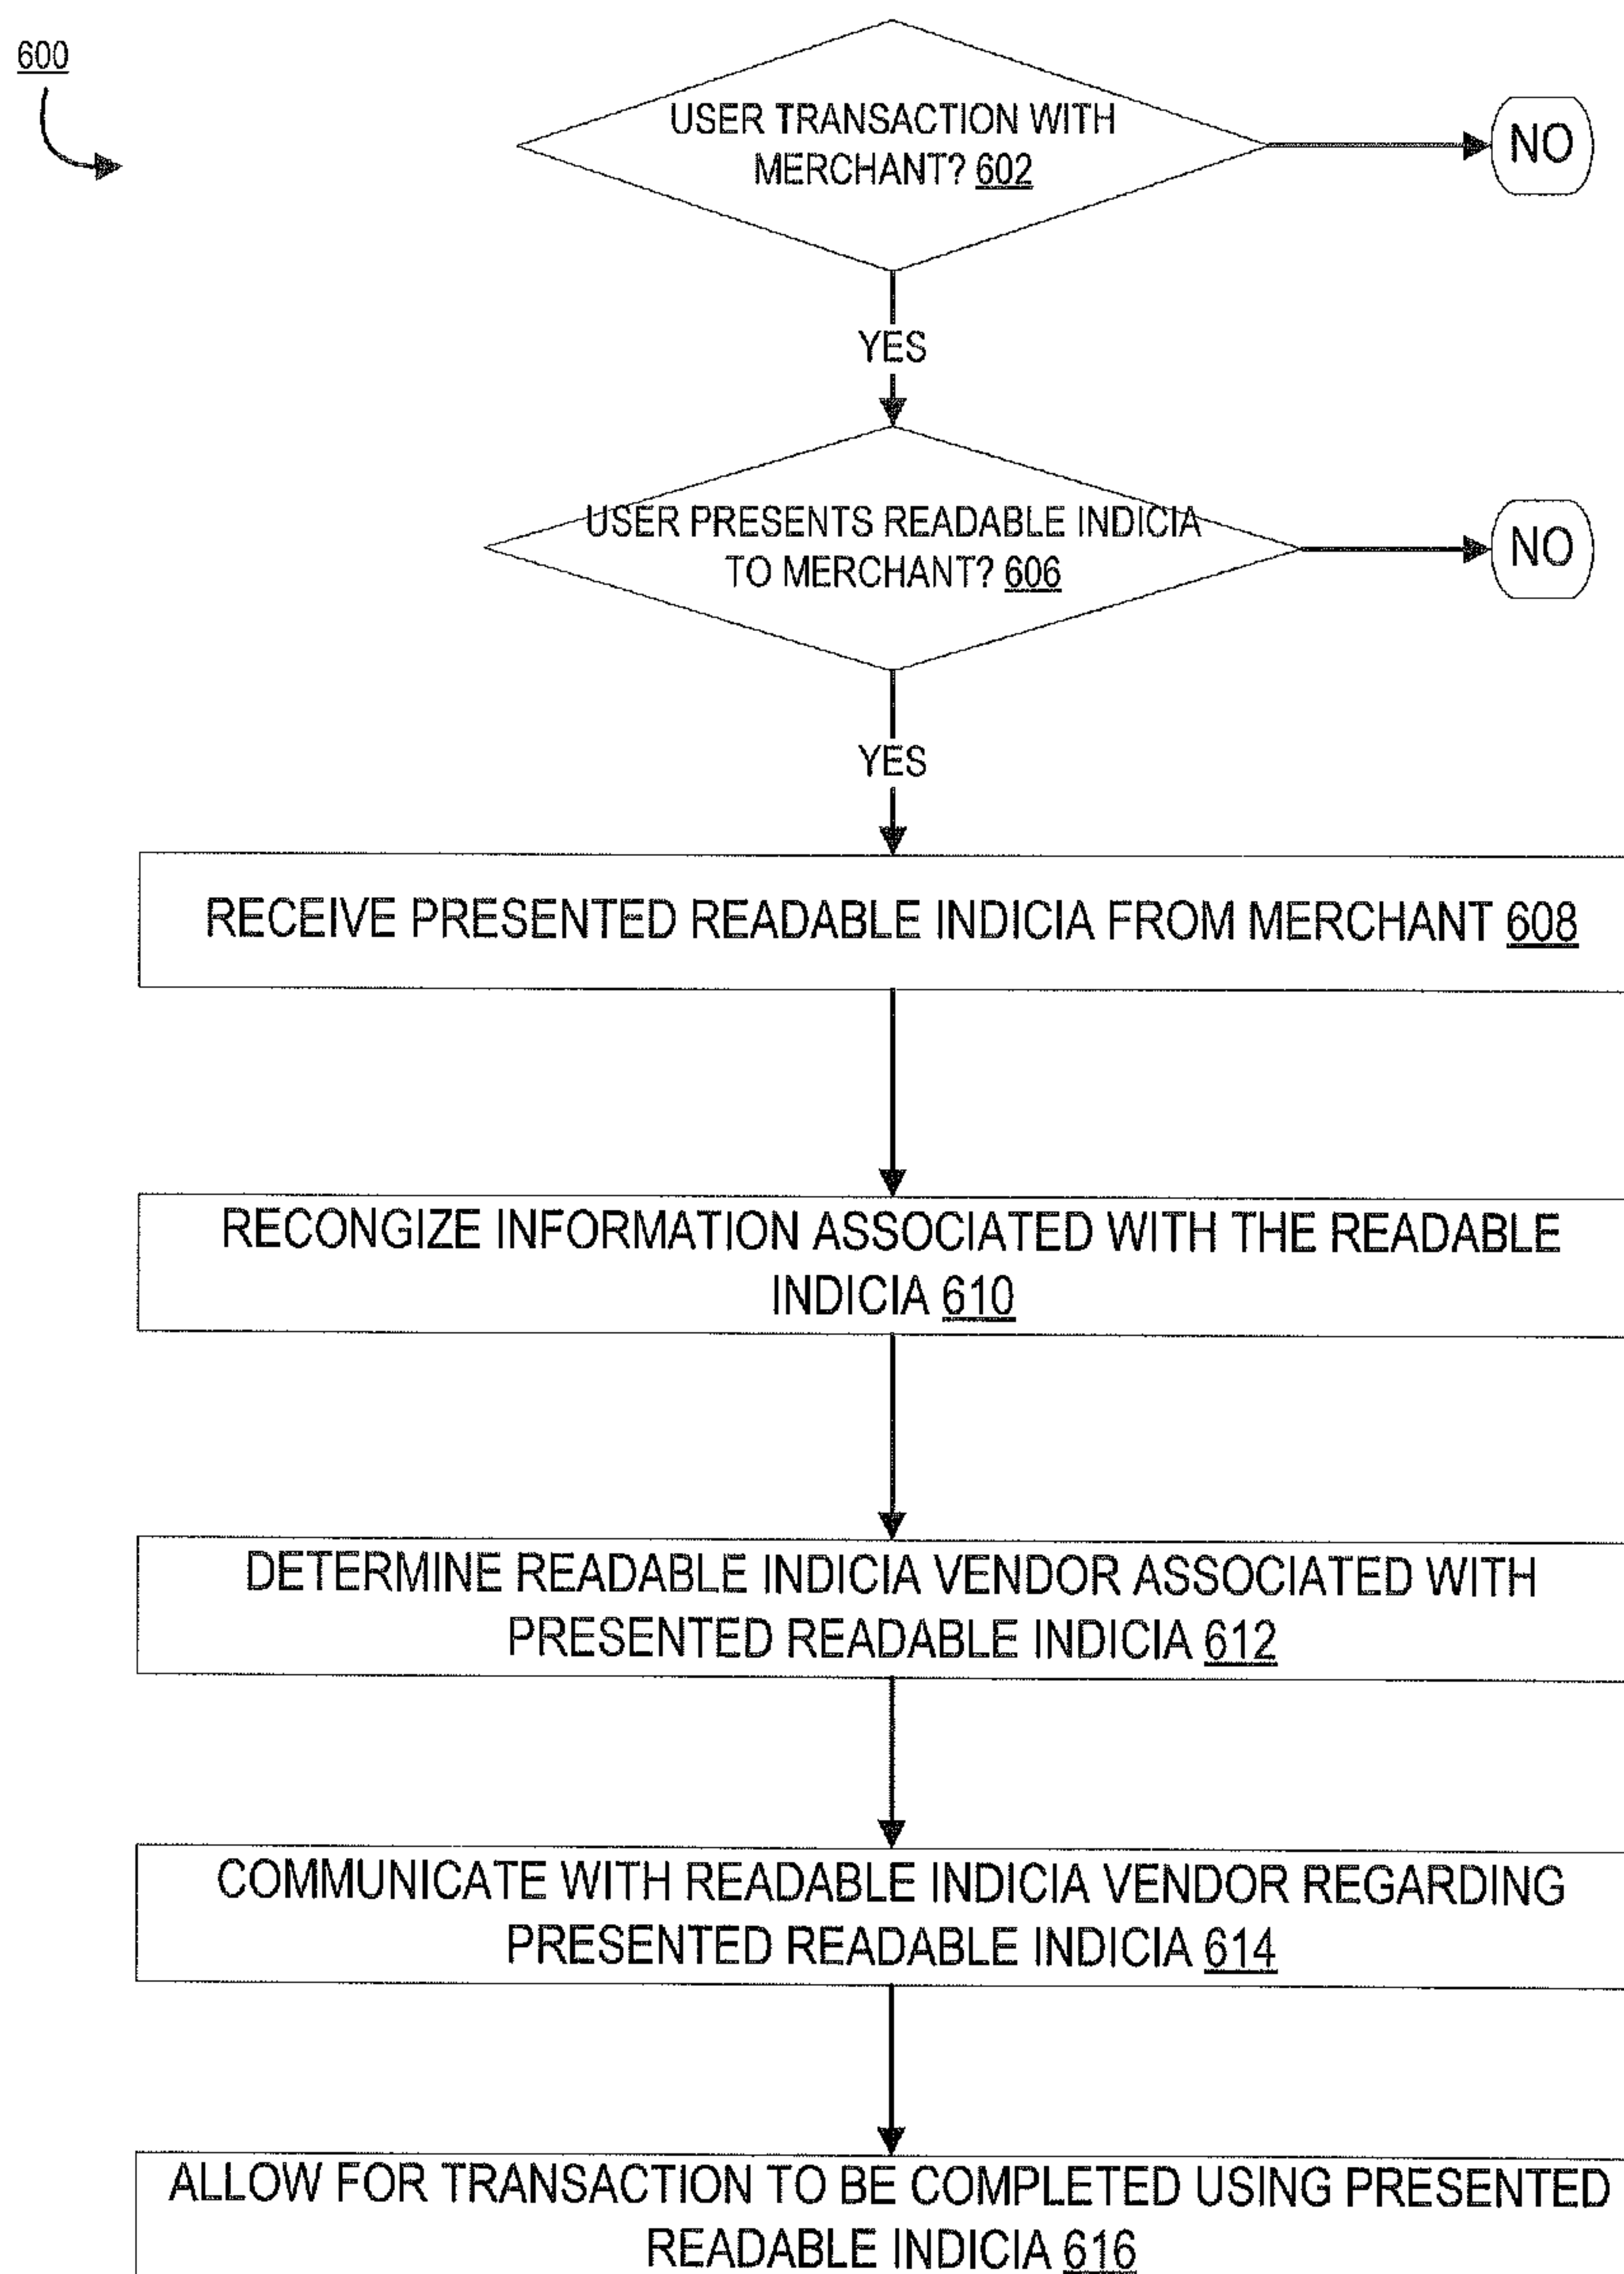 600
USER TRANSACTION WITH
MERCHANT? 602
NO
YES
USER PRESENTS READABLE INDICIA
TO MERCHANT? 606
NO
YES
RECEIVE PRESENTED READABLE INDICIA FROM MERCHANT 608
RECONGIZE INFORMATION ASSOCIATED WITH THE READABLE
INDICIA 610
DETERMINE READABLE INDICIA VENDOR ASSOCIATED WITH
PRESENTED READABLE INDICIA 612
COMMUNICATE WITH READABLE INDICIA VENDOR REGARDING
PRESENTED READABLE INDICIA 614
ALLOW FOR TRANSACTION TO BE COMPLETED USING PRESENTED
READABLE INDICIA 616